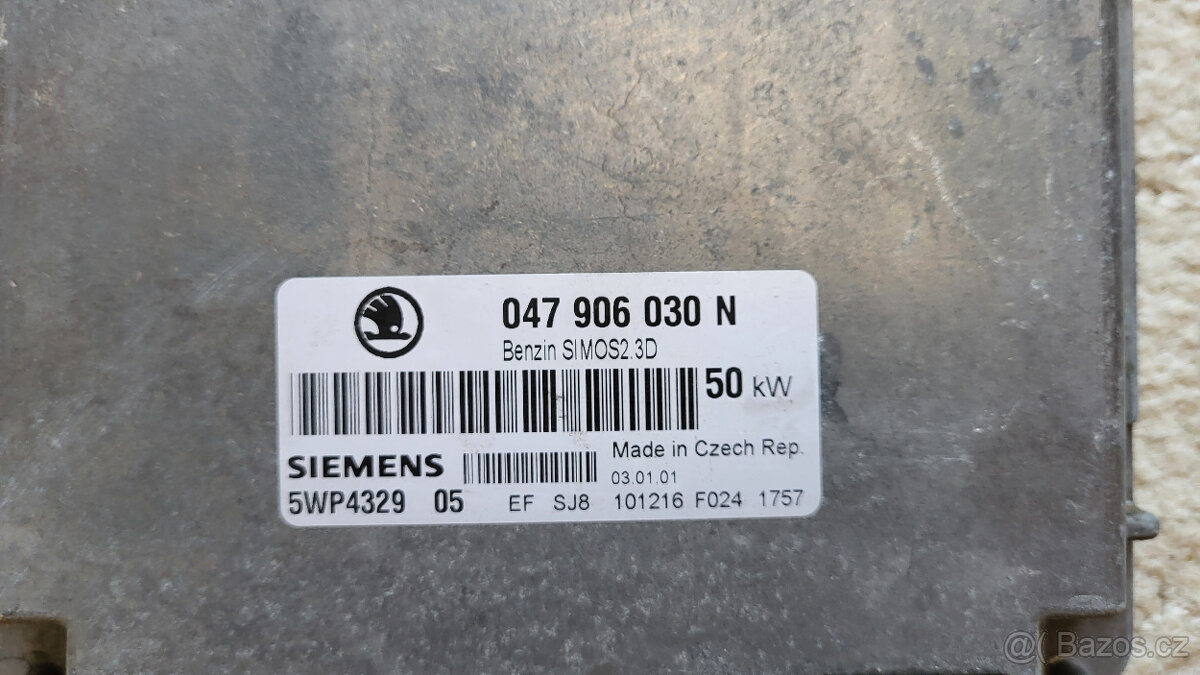 047 906 030 N
Benzin SIMOS2.3D
50 kW
SIEMENS
Made in Czech Rep.
03.01.01
5WP4329 05 EF SJ8 101216 F024 1757
@( Bazos.cz